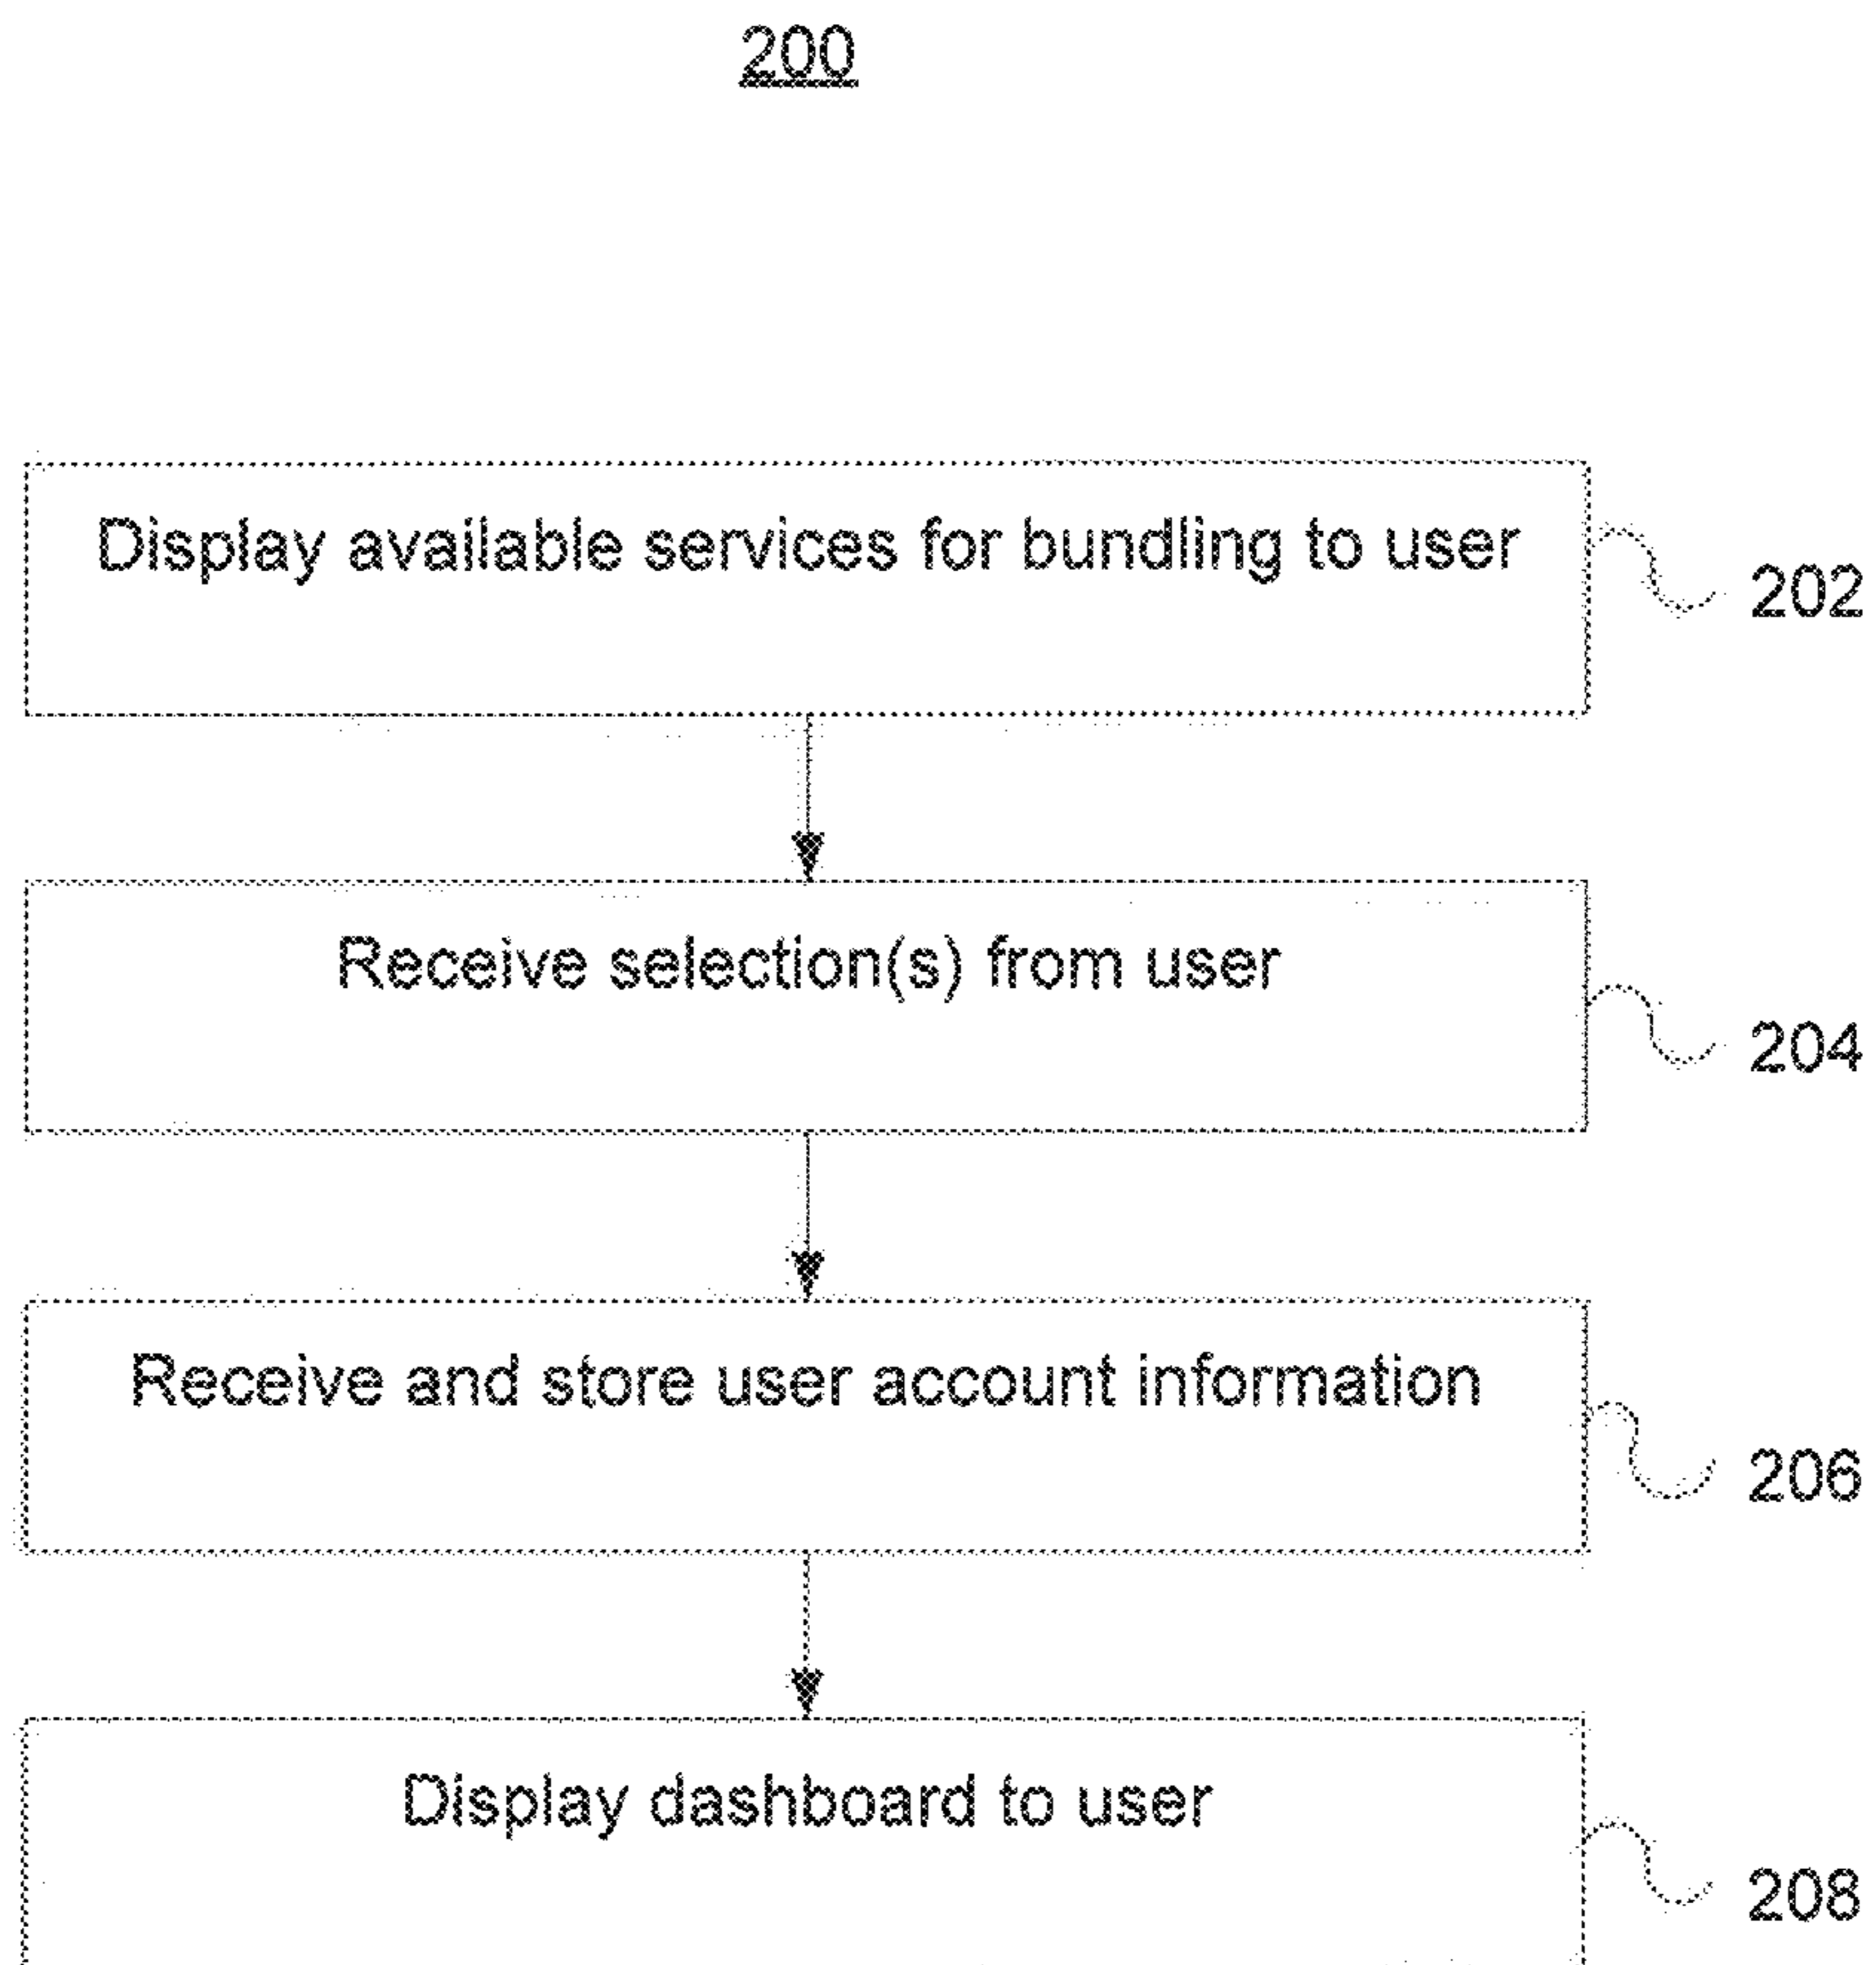 200
Display available services for bundling to user
202
Receive selection(s) from user
204
Receive and store user account information
206
Display dashboard to user
208